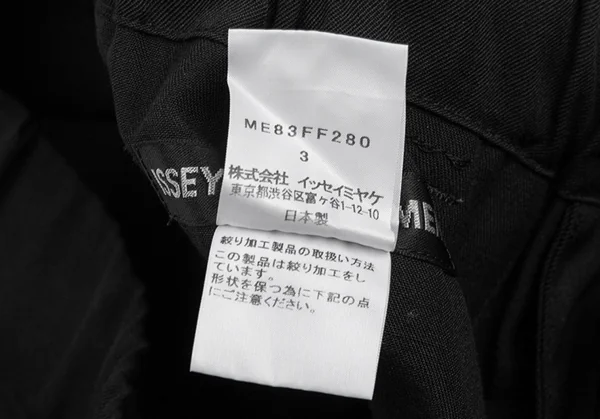 ME83FF280
3
株式会社 イッセイミヤケ
東京都渋谷区富ヶ谷1-12-10
日本製
ISSEY
ME
絞り加工製品の取扱い方法
この製品は絞り加工をし
ています。
形状を保つ為に下記の点
にご注意ください。